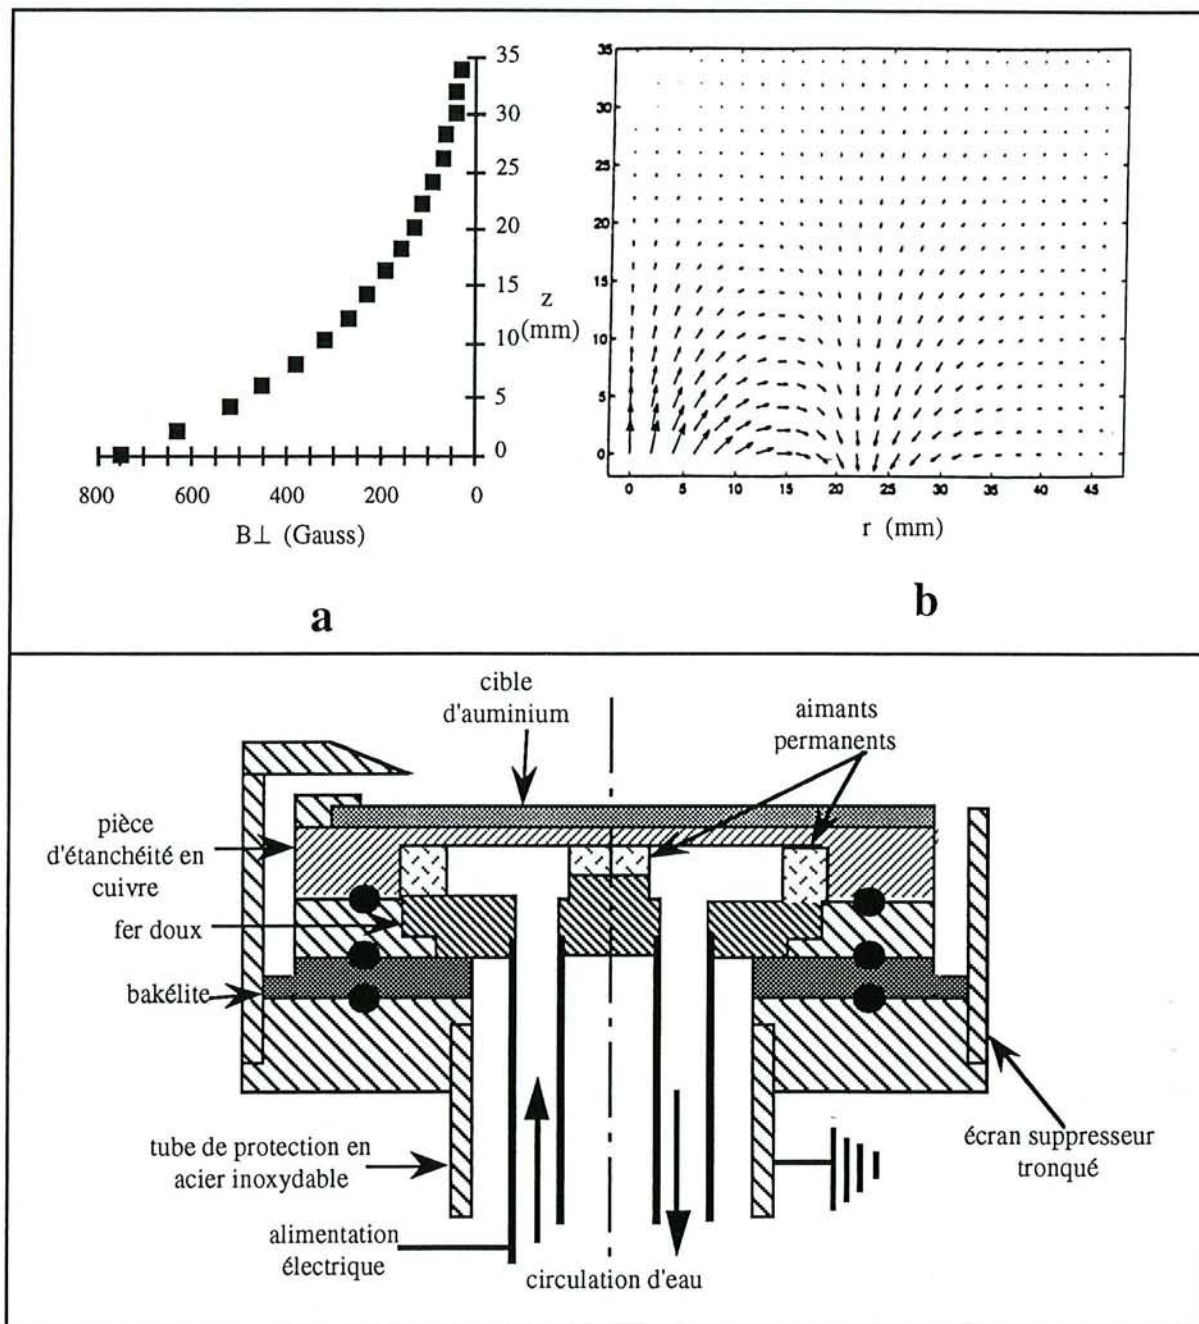 35
30
25
20
15
10
5
0
z
(mm)
800
600
400
200
0
B⊥ (Gauss)
a
35
30
25
20
15
10
5
0
0
5
10
15
20
25
30
35
40
45
r (mm)
b
cible
d'auminium
aimants
permanents
pièce
d'étanchéité en
cuivre
fer doux
bakélite
tube de protection en
acier inoxydable
alimentation
électrique
circulation d'eau
écran suppresseur
tronqué